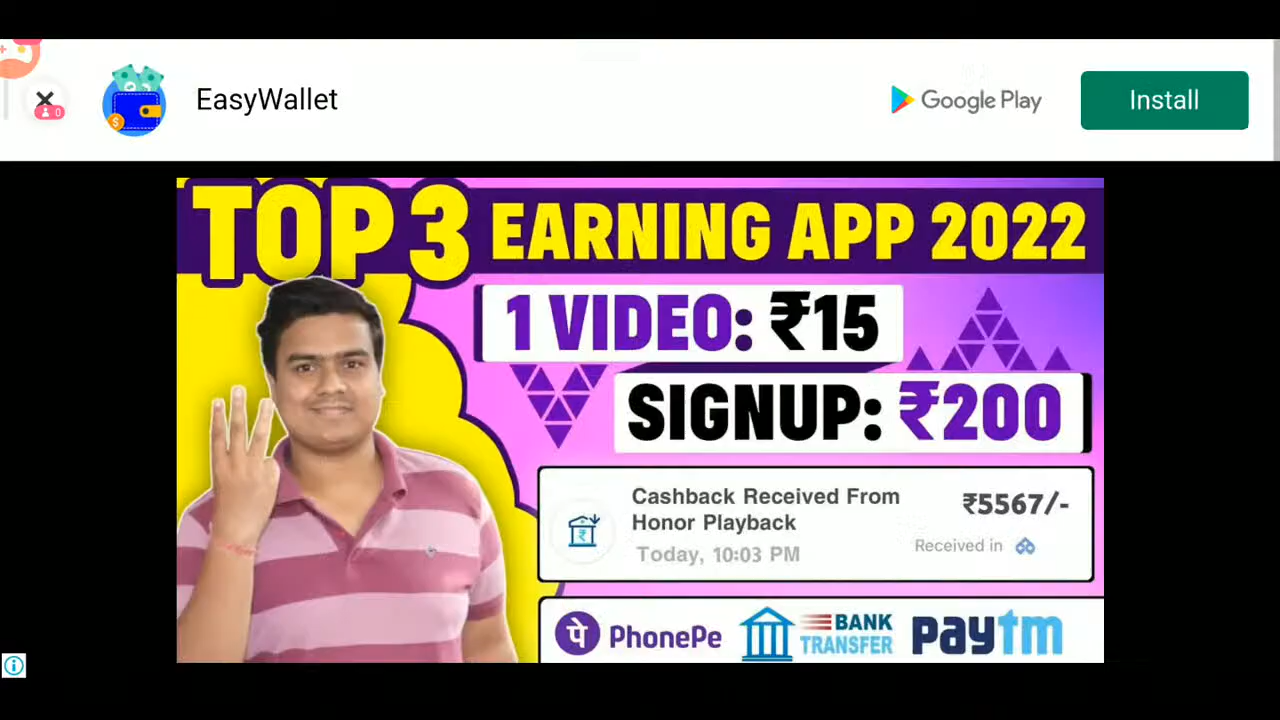 EasyWallet
Google Play
Install
TOP 3 EARNING APP 2022
1 VIDEO: ₹15
SIGNUP: ₹200
Cashback Received From
Honor Playback
₹5567/-
Today, 10:03 PM
Received in
पे PhonePe
BANK
TRANSFER
paytm
0